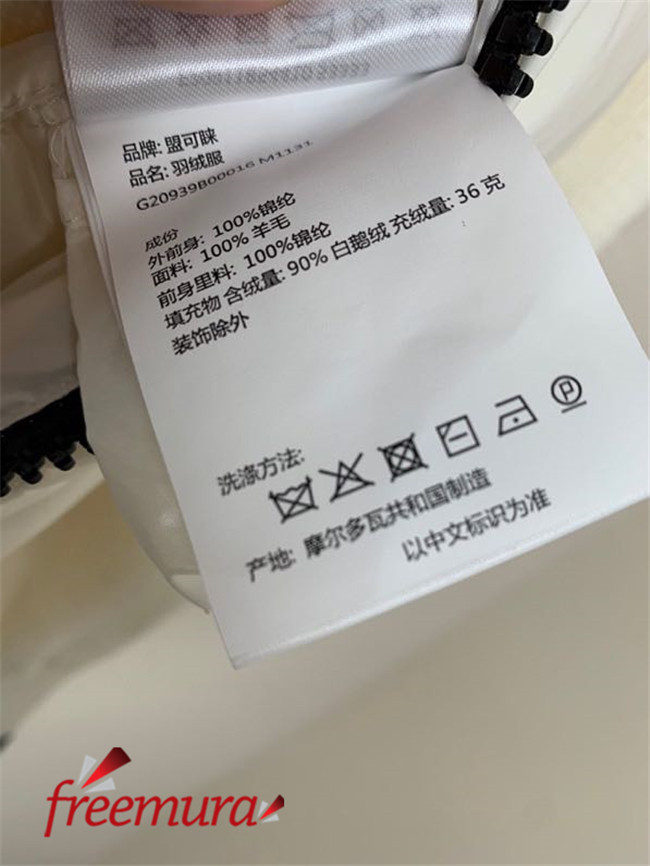 品牌: 盟可睐
品名: 羽绒服
G20939B00016 M1131
成份
外前身: 100%锦纶
面料: 100% 羊毛
前身里料: 100%锦纶
填充物 含绒量: 90% 白鹅绒 充绒量: 36 克
装饰除外
洗涤方法:
P
产地: 摩尔多瓦共和国制造
以中文标识为准
freemura